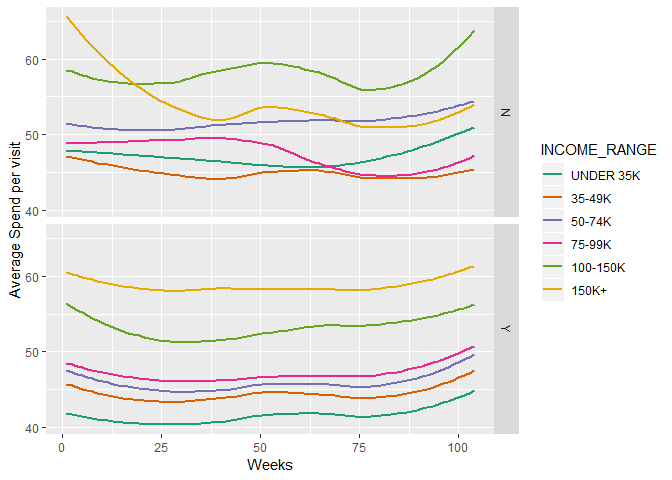 60
50
40
N
Average Spend per visit
60
50
40
Y
0
25
50
75
100
Weeks
INCOME_RANGE
UNDER 35K
35-49K
50-74K
75-99K
100-150K
150K+